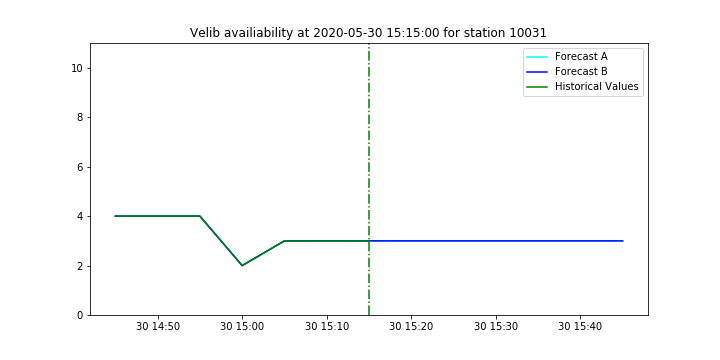 Velib availiability at 2020-05-30 15:15:00 for station 10031
Forecast A
Forecast B
Historical Values
10
8
6
4
2
0
30 14:50 30 15:00 30 15:10 30 15:20 30 15:30 30 15:40